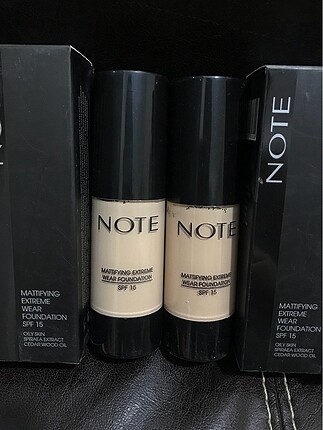 MATTIFYING
EXTREME
WEAR
FOUNDATION
SPF 15
OILY SKIN
SPIRAEA EXTRACT
CEDAR WOOD OIL
NOTE
MATTIFYING EXTREME
WEAR FOUNDATION
SPF 15
NOTE
MATTIFYING EXTREME
WEAR FOUNDATION
SPF 15
NOTE
MATTIFYING
EXTREME
WEAR
FOUNDATION
SPF 15
OILY SKIN
SPIRAEA EXTRACT
CEDAR WOOD OIL